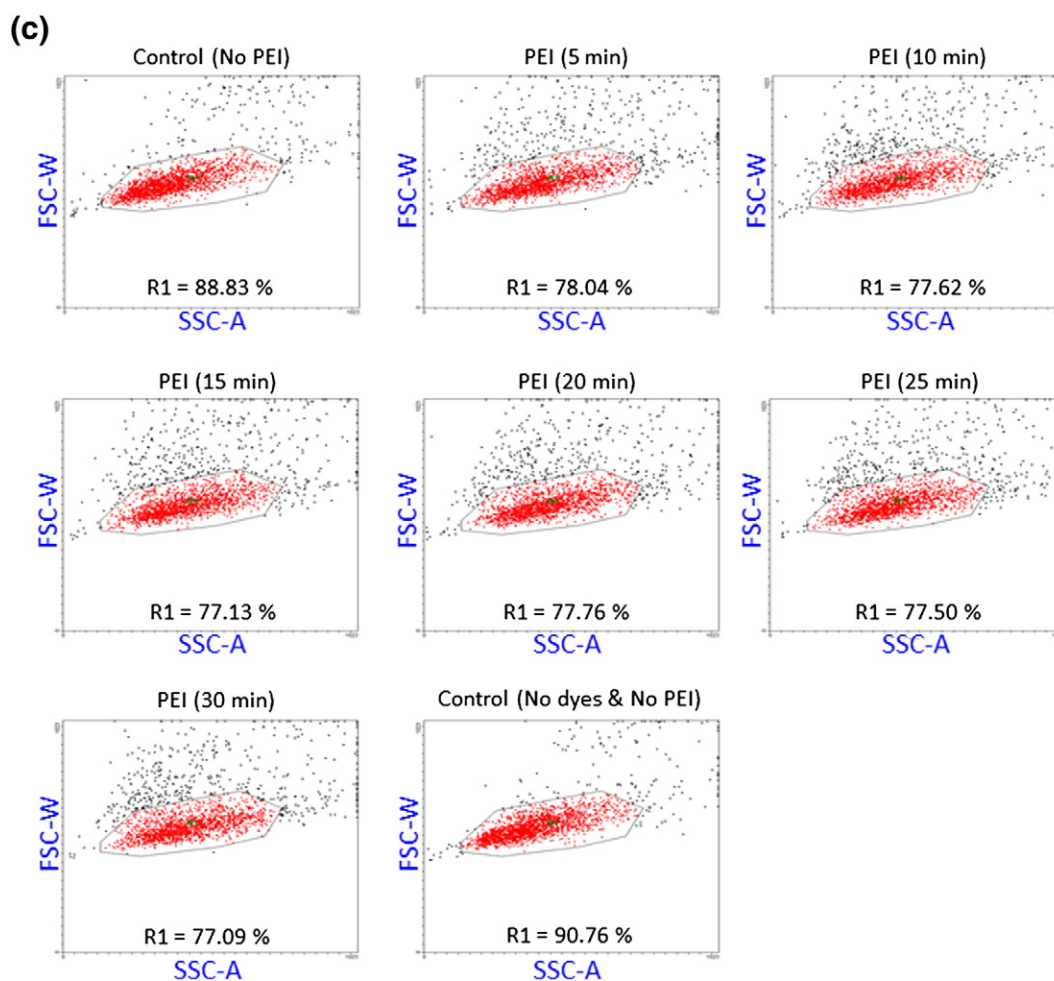 (c)
Control (No PEI)
FSC-W
R1 = 88.83 %
SSC-A
PEI (5 min)
FSC-W
R1 = 78.04 %
SSC-A
PEI (10 min)
FSC-W
R1 = 77.62 %
SSC-A
PEI (15 min)
FSC-W
R1 = 77.13 %
SSC-A
PEI (20 min)
FSC-W
R1 = 77.76 %
SSC-A
PEI (25 min)
FSC-W
R1 = 77.50 %
SSC-A
PEI (30 min)
FSC-W
R1 = 77.09 %
SSC-A
Control (No dyes & No PEI)
FSC-W
R1 = 90.76 %
SSC-A